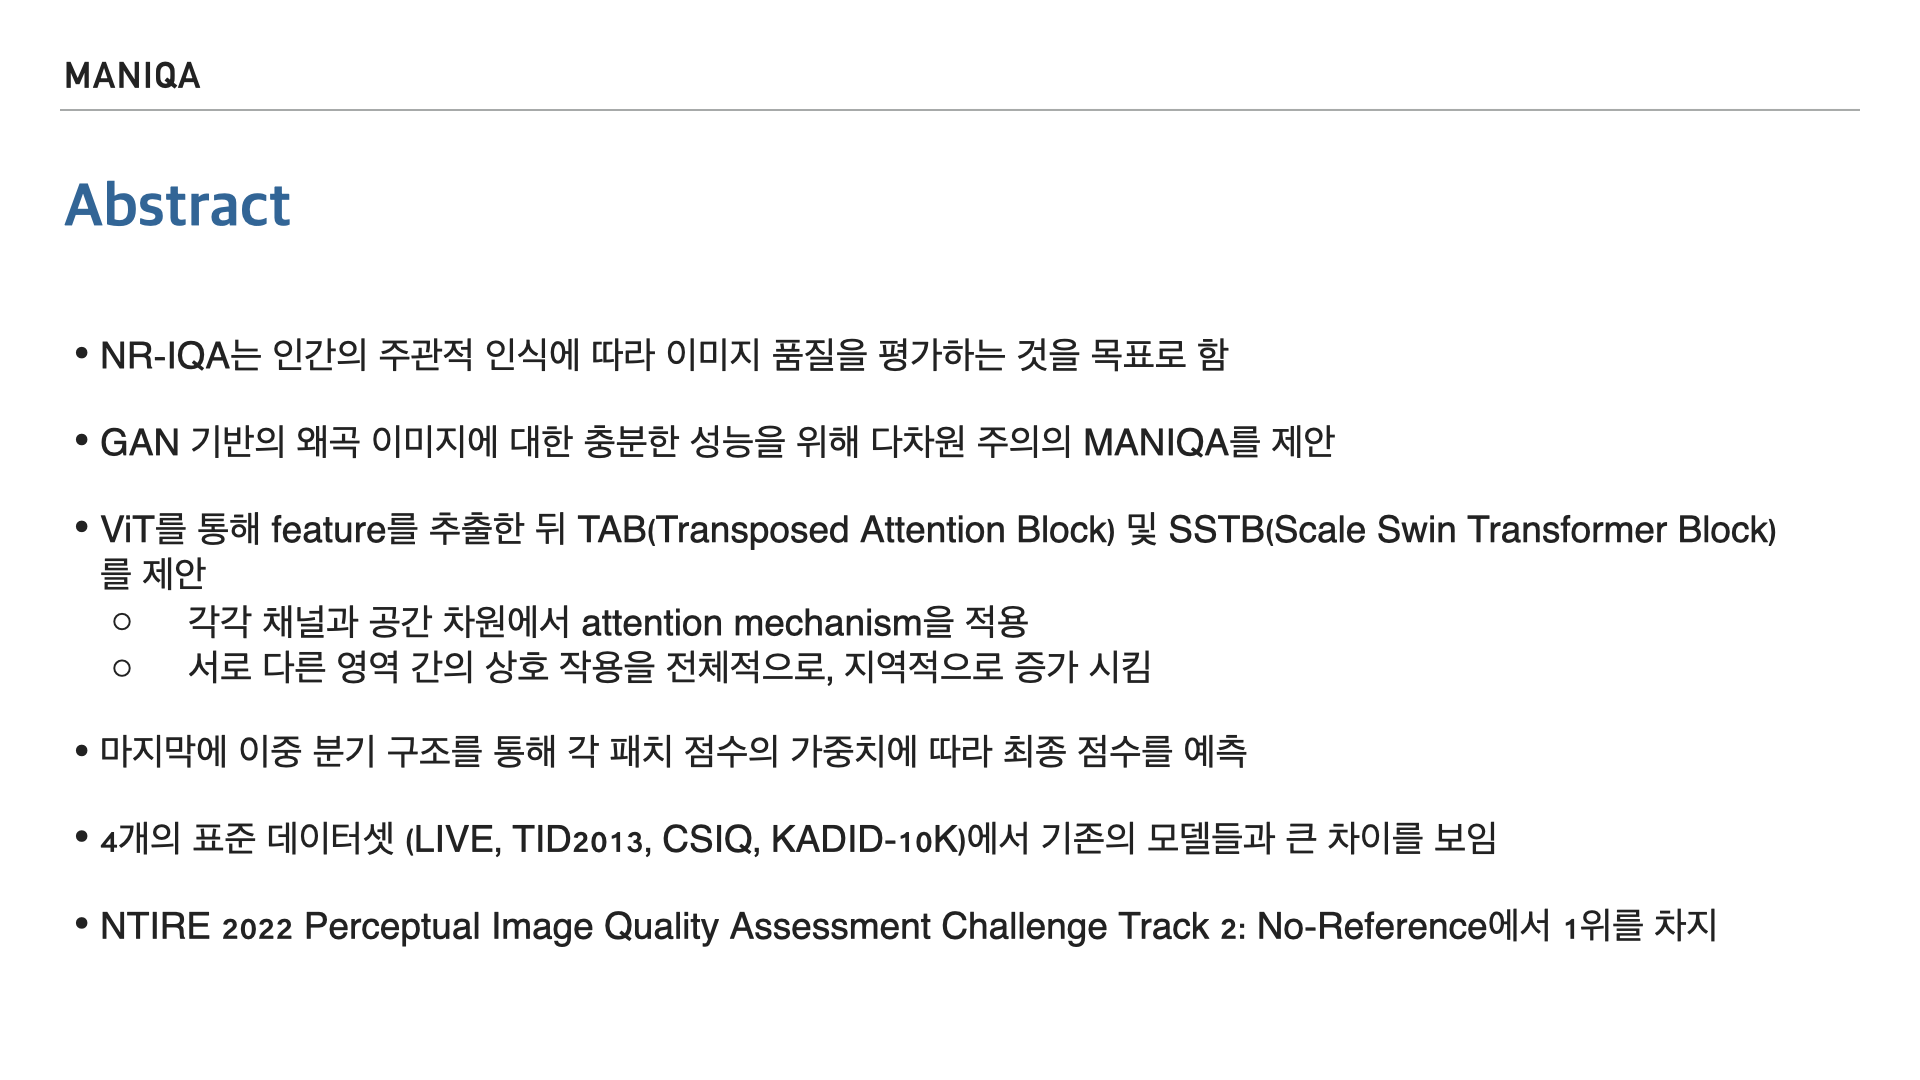 MANIQA
Abstract
• NR-IQA는 인간의 주관적 인식에 따라 이미지 품질을 평가하는 것을 목표로 함
• GAN 기반의 왜곡 이미지에 대한 충분한 성능을 위해 다차원 주의의 MANIQA를 제안
• ViT를 통해 feature를 추출한 뒤 TAB(Transposed Attention Block) 및 SSTB(Scale Swin Transformer Block)
를 제안
○ 각각 채널과 공간 차원에서 attention mechanism을 적용
○ 서로 다른 영역 간의 상호 작용을 전체적으로, 지역적으로 증가 시킴
• 마지막에 이중 분기 구조를 통해 각 패치 점수의 가중치에 따라 최종 점수를 예측
• 4개의 표준 데이터셋 (LIVE, TID2013, CSIQ, KADID-10K)에서 기존의 모델들과 큰 차이를 보임
• NTIRE 2022 Perceptual Image Quality Assessment Challenge Track 2: No-Reference에서 1위를 차지